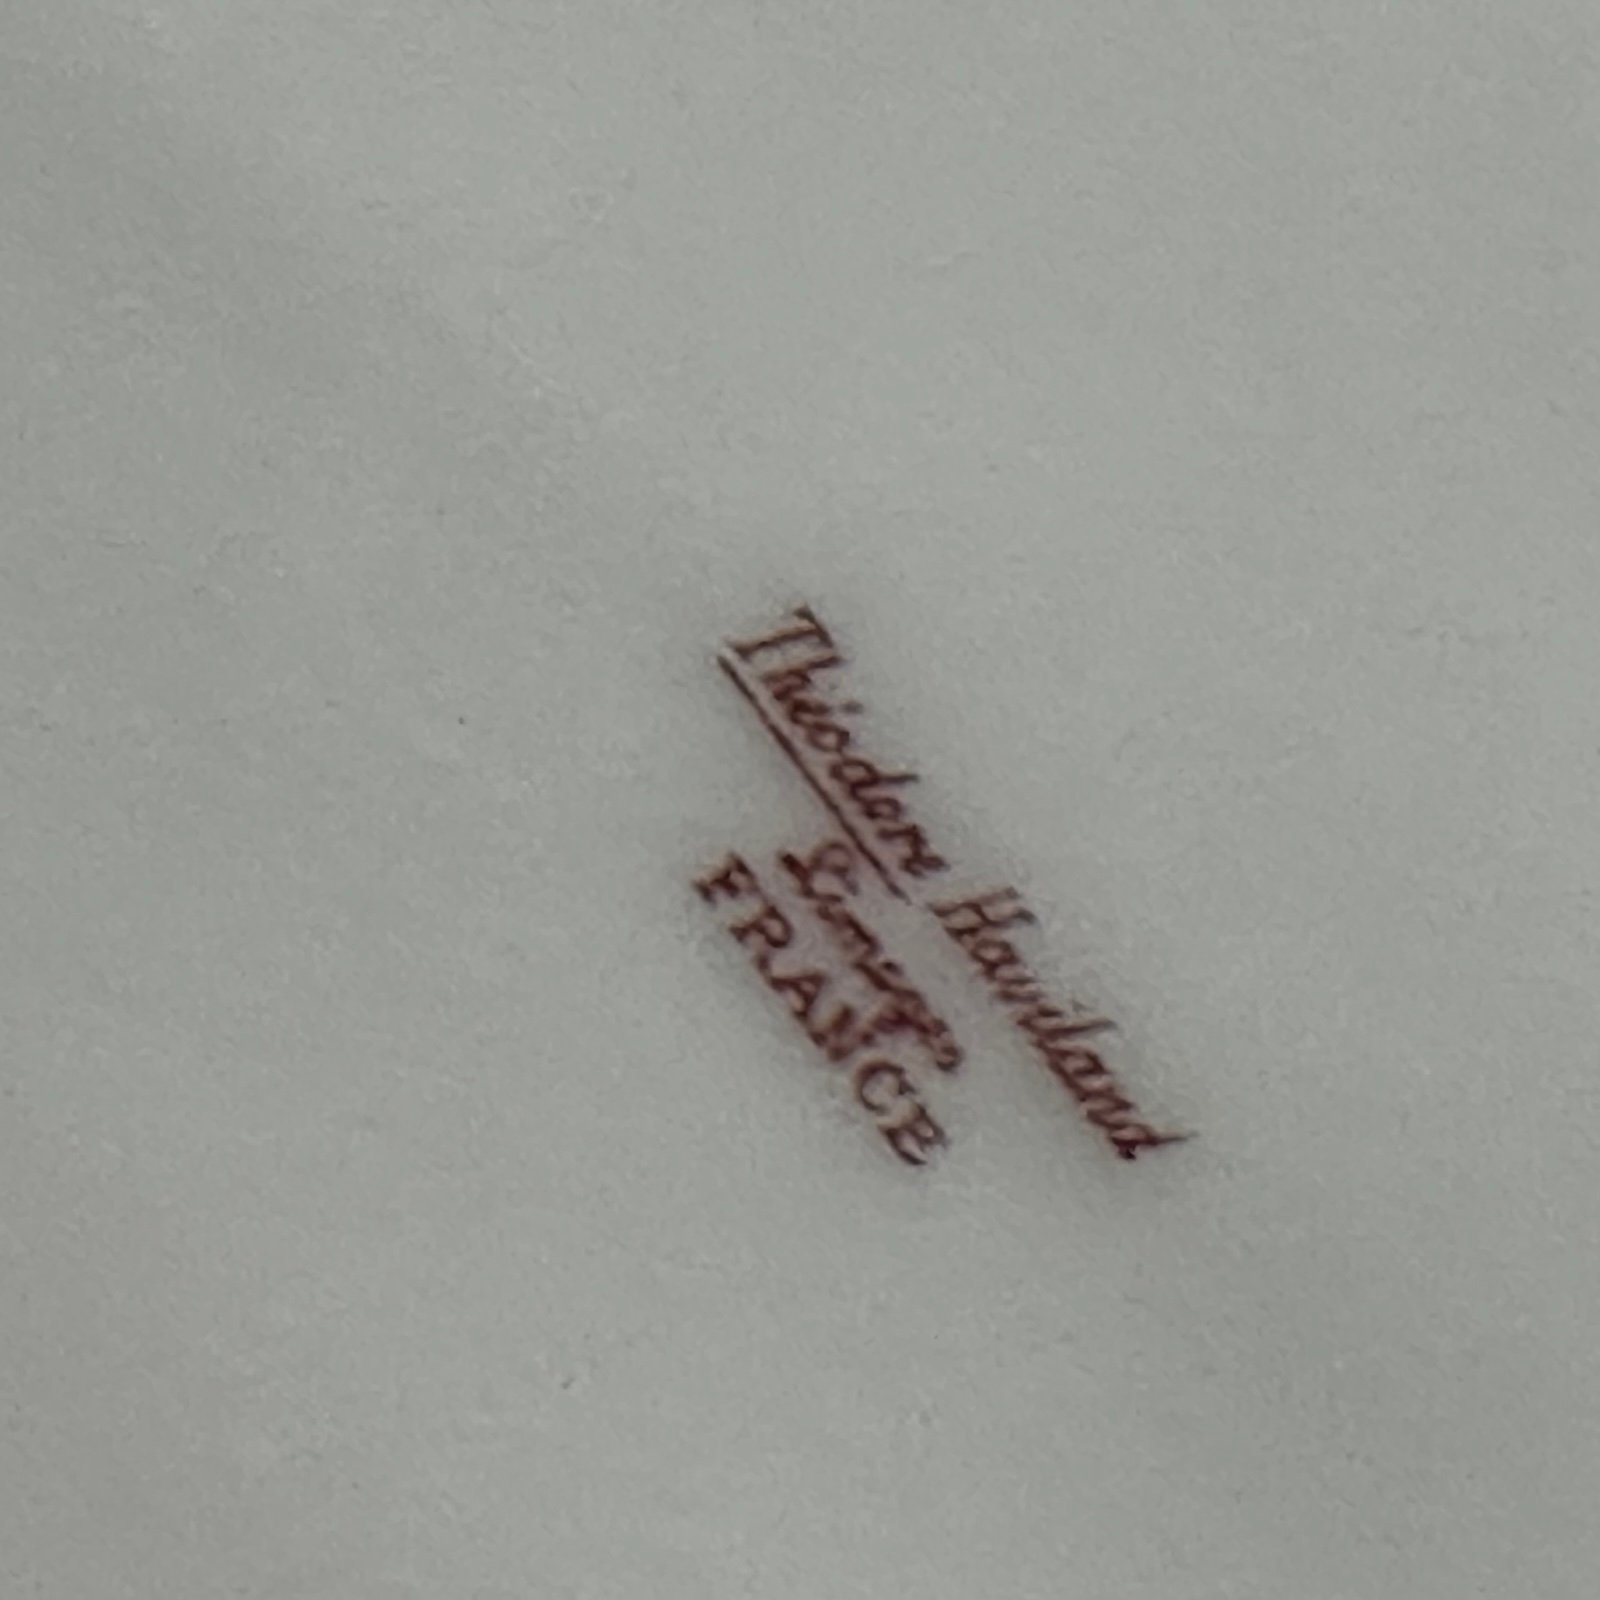 Théodore Haviland
Limoges
FRANCE